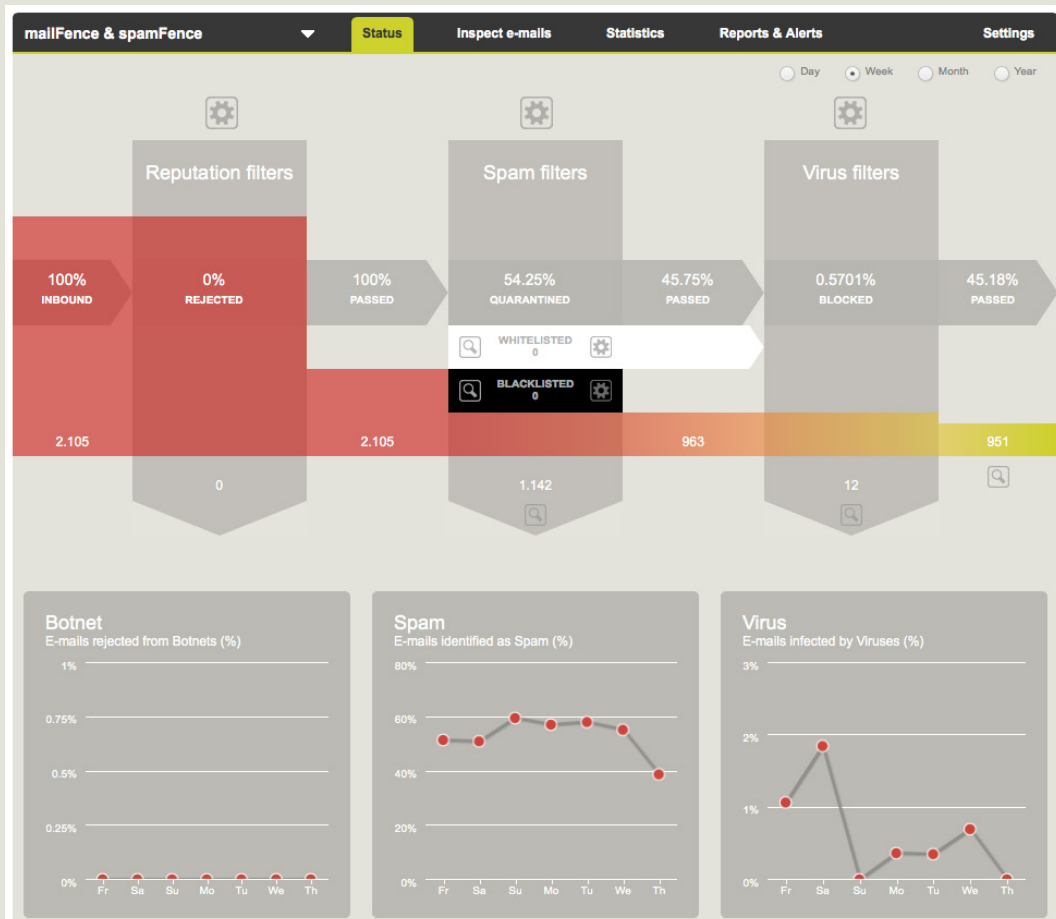 mailFence & spamFence
Status
Inspect e-mails
Statistics
Reports & Alerts
Settings
Day
Week
Month
Year
Reputation filters
Spam filters
Virus filters
100%
INBOUND
0%
REJECTED
100%
PASSED
54.25%
QUARANTINED
45.75%
PASSED
0.5701%
BLOCKED
45.18%
PASSED
WHITELISTED
0
BLACKLISTED
0
2.105
2.105
963
951
0
1.142
12
Botnet
E-mails rejected from Botnets (%)
1%
0.75%
0.5%
0.25%
0%
Fr Sa Su Mo Tu We Th
Spam
E-mails identified as Spam (%)
80%
60%
40%
20%
0%
Fr Sa Su Mo Tu We Th
Virus
E-mails infected by Viruses (%)
3%
2%
1%
0%
Fr Sa Su Mo Tu We Th